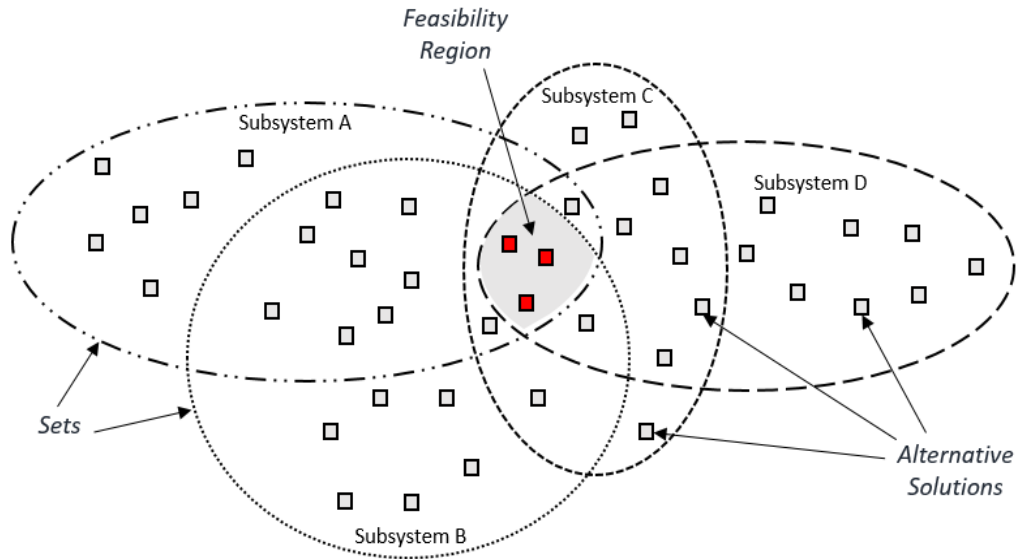 Feasibility
Region
Subsystem C
Subsystem A
Subsystem D
Sets
Alternative
Solutions
Subsystem B